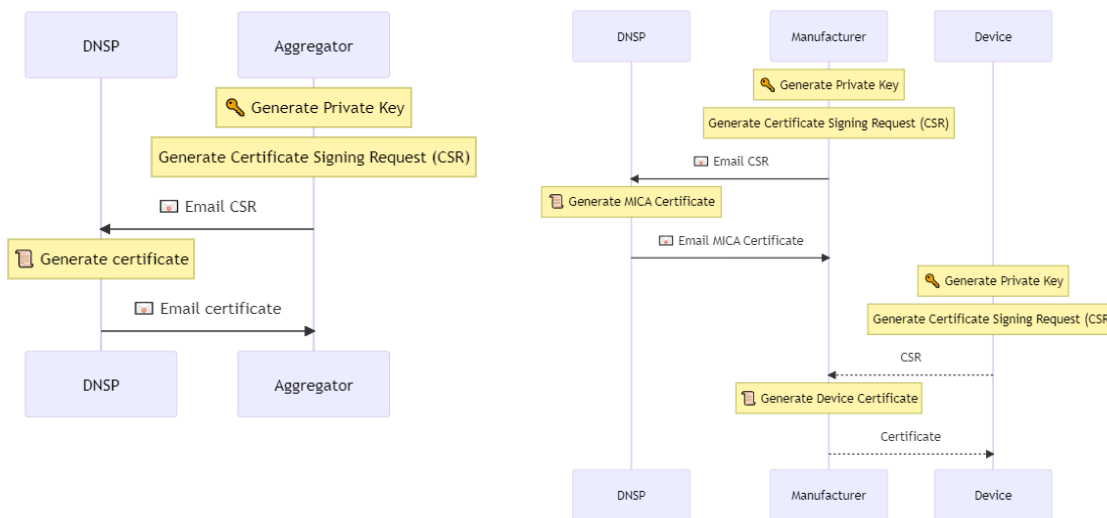 DNSP
Aggregator
🔑 Generate Private Key
Generate Certificate Signing Request (CSR)
📧 Email CSR
📜 Generate certificate
📧 Email certificate
DNSP
Aggregator
DNSP
Manufacturer
Device
🔑 Generate Private Key
Generate Certificate Signing Request (CSR)
📧 Email CSR
📜 Generate MICA Certificate
📧 Email MICA Certificate
🔑 Generate Private Key
Generate Certificate Signing Request (CSR
CSR
📜 Generate Device Certificate
Certificate
DNSP
Manufacturer
Device